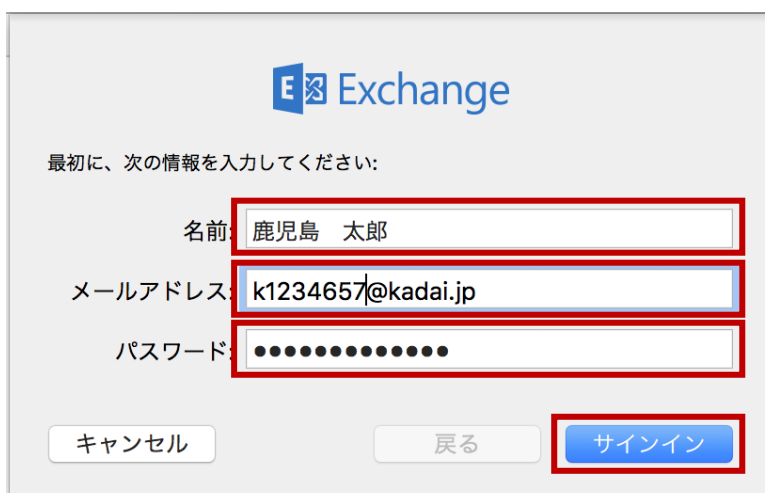 Exchange
最初に、次の情報を入力してください:
名前: 鹿児島　太郎
メールアドレス: k1234657@kadai.jp
パスワード: ●●●●●●●●●●●●●
キャンセル 戻る サインイン